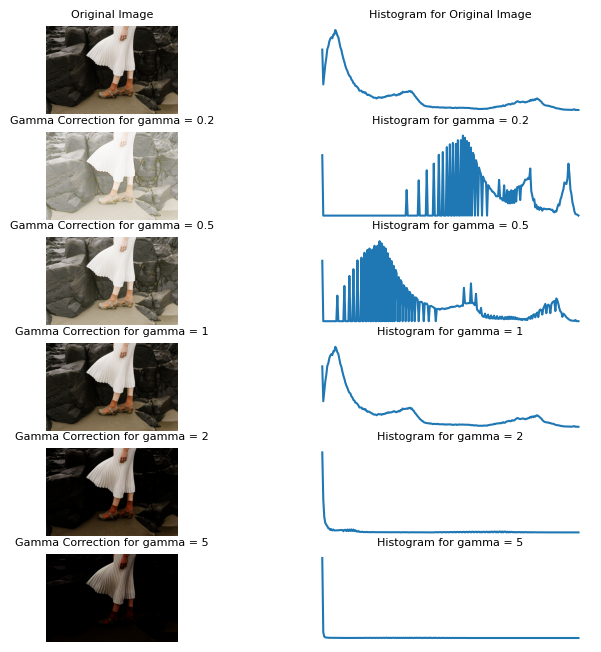 Original Image
Histogram for Original Image
Gamma Correction for gamma = 0.2
Histogram for gamma = 0.2
Gamma Correction for gamma = 0.5
Histogram for gamma = 0.5
Gamma Correction for gamma = 1
Histogram for gamma = 1
Gamma Correction for gamma = 2
Histogram for gamma = 2
Gamma Correction for gamma = 5
Histogram for gamma = 5